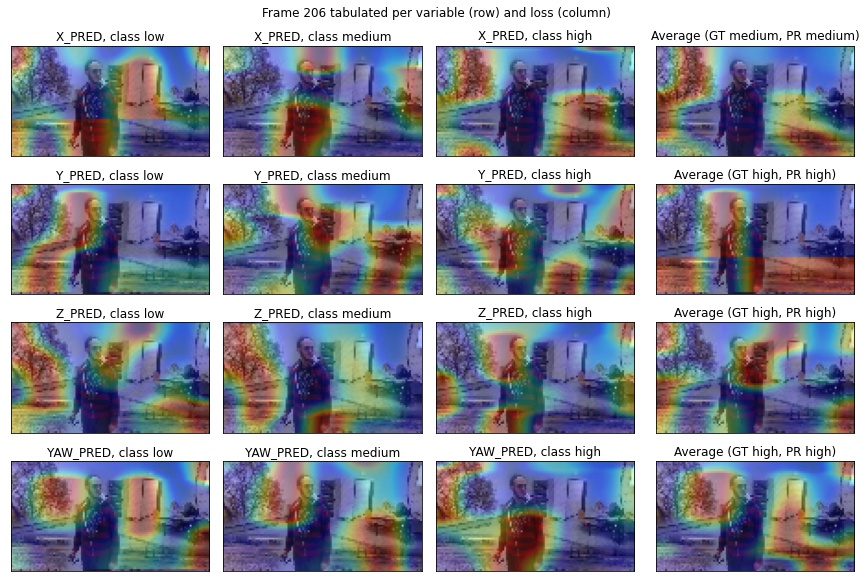 Frame 206 tabulated per variable (row) and loss (column)
X_PRED, class low
X_PRED, class medium
X_PRED, class high
Average (GT medium, PR medium)
Y_PRED, class low
Y_PRED, class medium
Y_PRED, class high
Average (GT high, PR high)
Z_PRED, class low
Z_PRED, class medium
Z_PRED, class high
Average (GT high, PR high)
YAW_PRED, class low
YAW_PRED, class medium
YAW_PRED, class high
Average (GT high, PR high)